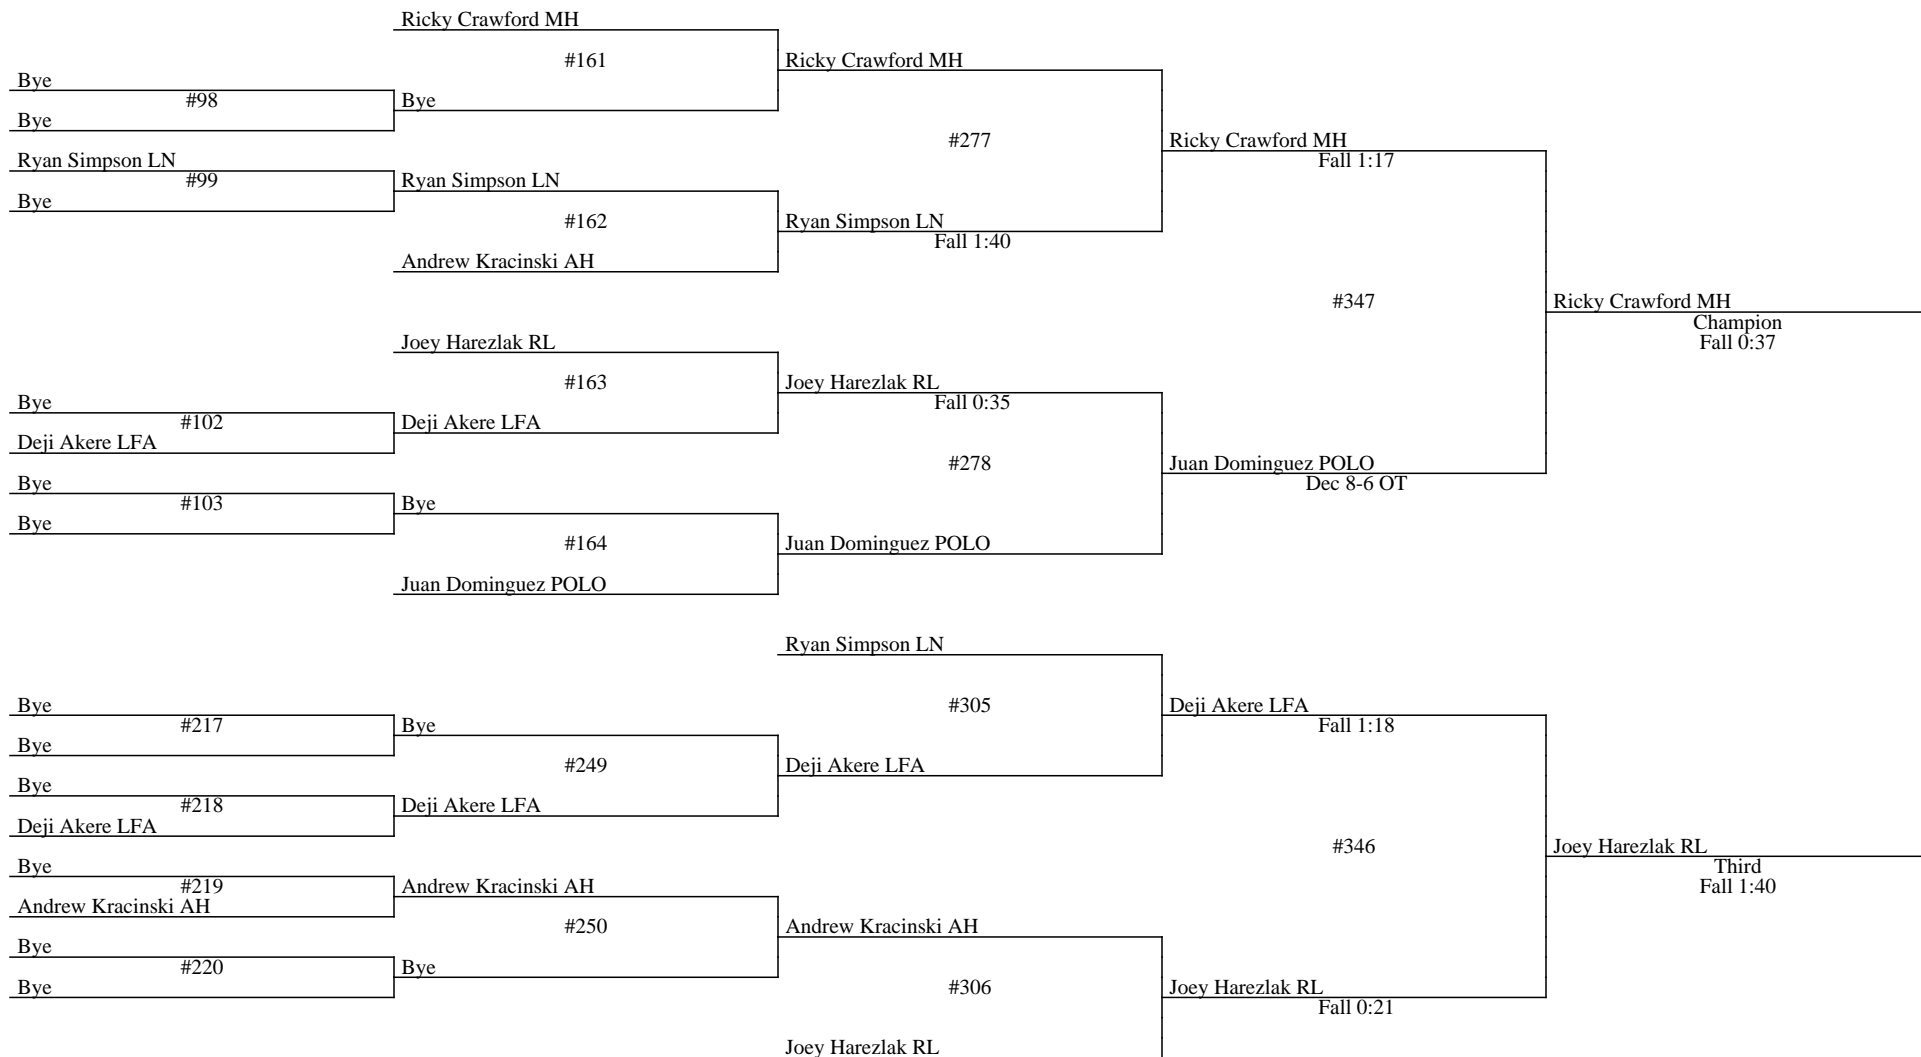 Ricky Crawford MH
#161
Ricky Crawford MH
Bye
#98
Bye
Bye
#277
Ricky Crawford MH
Fall 1:17
Ryan Simpson LN
#99
Ryan Simpson LN
Bye
#162
Ryan Simpson LN
Fall 1:40
Andrew Kracinski AH
#347
Ricky Crawford MH
Champion
Fall 0:37
Joey Harezlak RL
#163
Joey Harezlak RL
Fall 0:35
Bye
#102
Deji Akere LFA
Deji Akere LFA
#278
Juan Dominguez POLO
Dec 8-6 OT
Bye
#103
Bye
Bye
#164
Juan Dominguez POLO
Juan Dominguez POLO
Ryan Simpson LN
#305
Deji Akere LFA
Fall 1:18
Bye
#217
Bye
Bye
#249
Deji Akere LFA
Bye
#218
Deji Akere LFA
Deji Akere LFA
#346
Joey Harezlak RL
Third
Fall 1:40
Bye
#219
Andrew Kracinski AH
Andrew Kracinski AH
#250
Andrew Kracinski AH
Bye
#220
Bye
Bye
#306
Joey Harezlak RL
Fall 0:21
Joey Harezlak RL